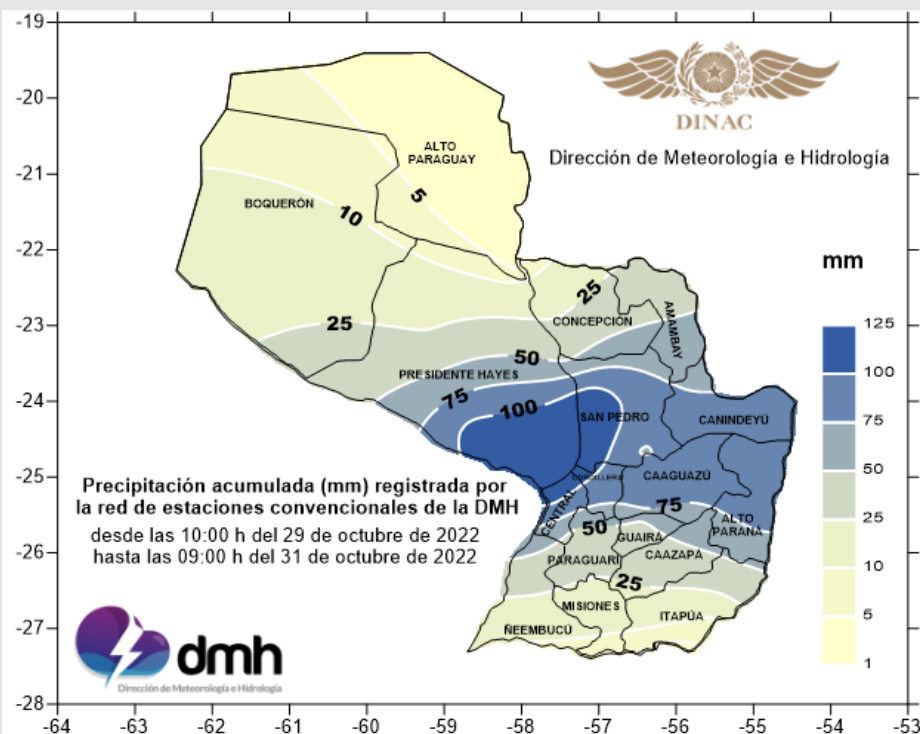 -19
-20
-21
-22
-23
-24
-25
-26
-27
-28
-64
-63
-62
-61
-60
-59
-58
-57
-56
-55
-54
-53
DINAC
Dirección de Meteorología e Hidrología
ALTO
PARAGUAY
BOQUERÓN
5
10
25
25
CONCEPCIÓN
AMAMBAY
50
PRESIDENTE HAYES
75
100
SAN PEDRO
CANINDEYÚ
CAAGUAZÚ
CENTRAL
75
ALTO
PARANÁ
50
GUAIRÁ
CAAZAPÁ
PARAGUARÍ
25
MISIONES
ITAPÚA
ÑEEMBUCÚ
mm
125
100
75
50
25
10
5
1
Precipitación acumulada (mm) registrada por
la red de estaciones convencionales de la DMH
desde las 10:00 h del 29 de octubre de 2022
hasta las 09:00 h del 31 de octubre de 2022
dmh
Dirección de Meteorología e Hidrología